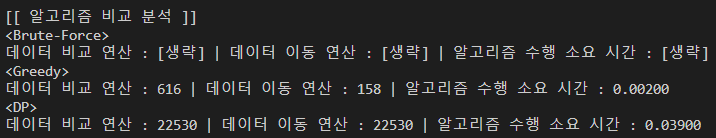 [[ 알고리즘 비교 분석 ]]
<Brute-Force>
데이터 비교 연산 : [생략] | 데이터 이동 연산 : [생략] | 알고리즘 수행 소요 시간 : [생략]
<Greedy>
데이터 비교 연산 : 616 | 데이터 이동 연산 : 158 | 알고리즘 수행 소요 시간 : 0.00200
<DP>
데이터 비교 연산 : 22530 | 데이터 이동 연산 : 22530 | 알고리즘 수행 소요 시간 : 0.03900